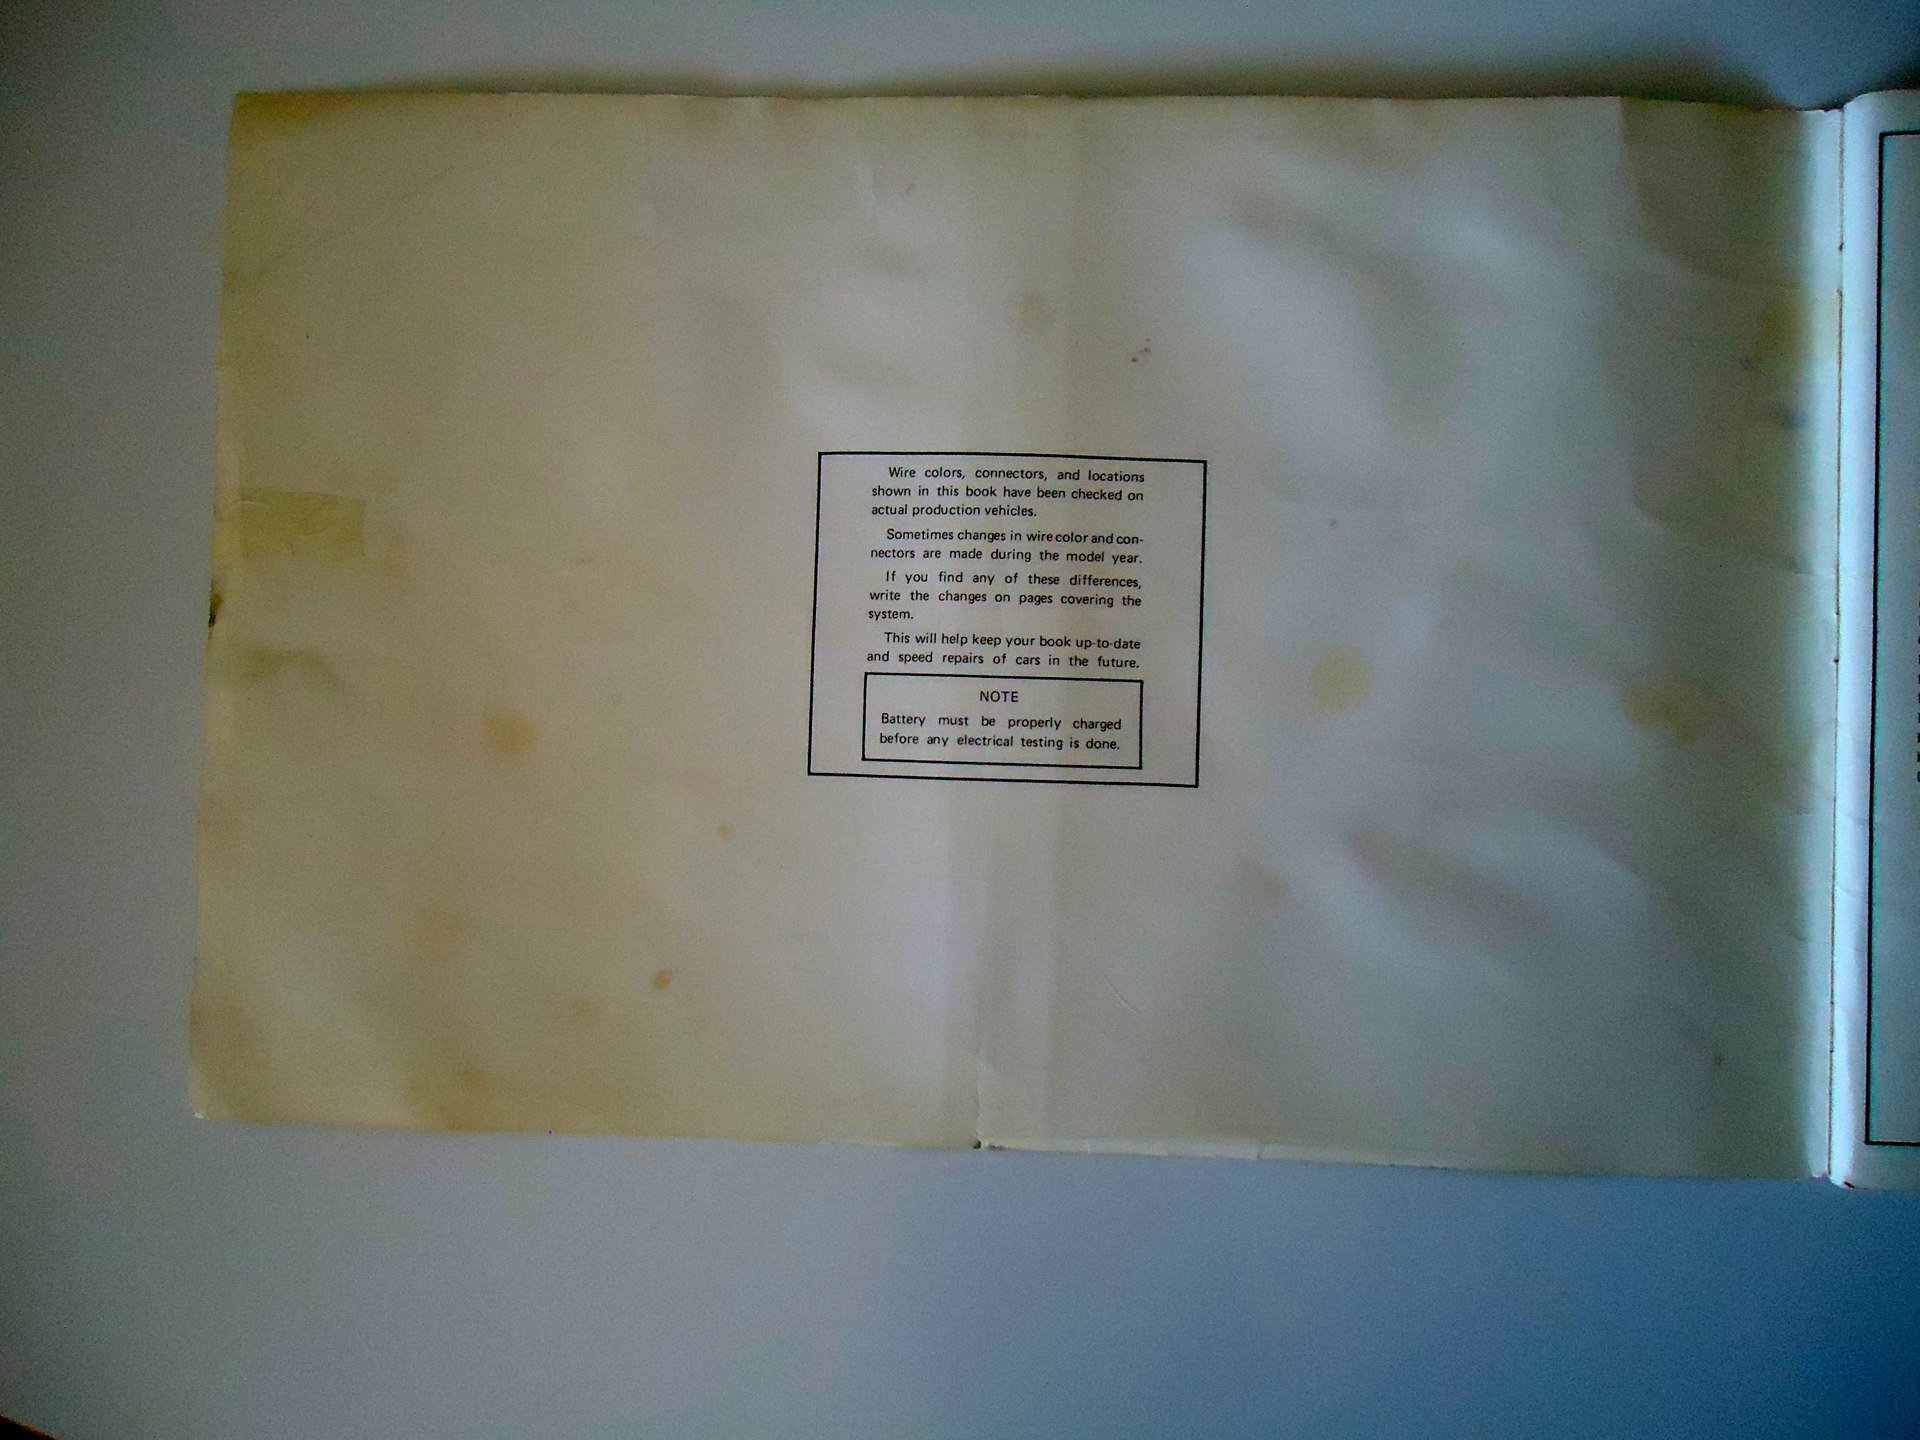 Wire colors, connectors, and locations
shown in this book have been checked on
actual production vehicles.
Sometimes changes in wire color and con-
nectors are made during the model year.
If you find any of these differences,
write the changes on pages covering the
system.
This will help keep your book up-to-date
and speed repairs of cars in the future.
NOTE
Battery must be properly charged
before any electrical testing is done.